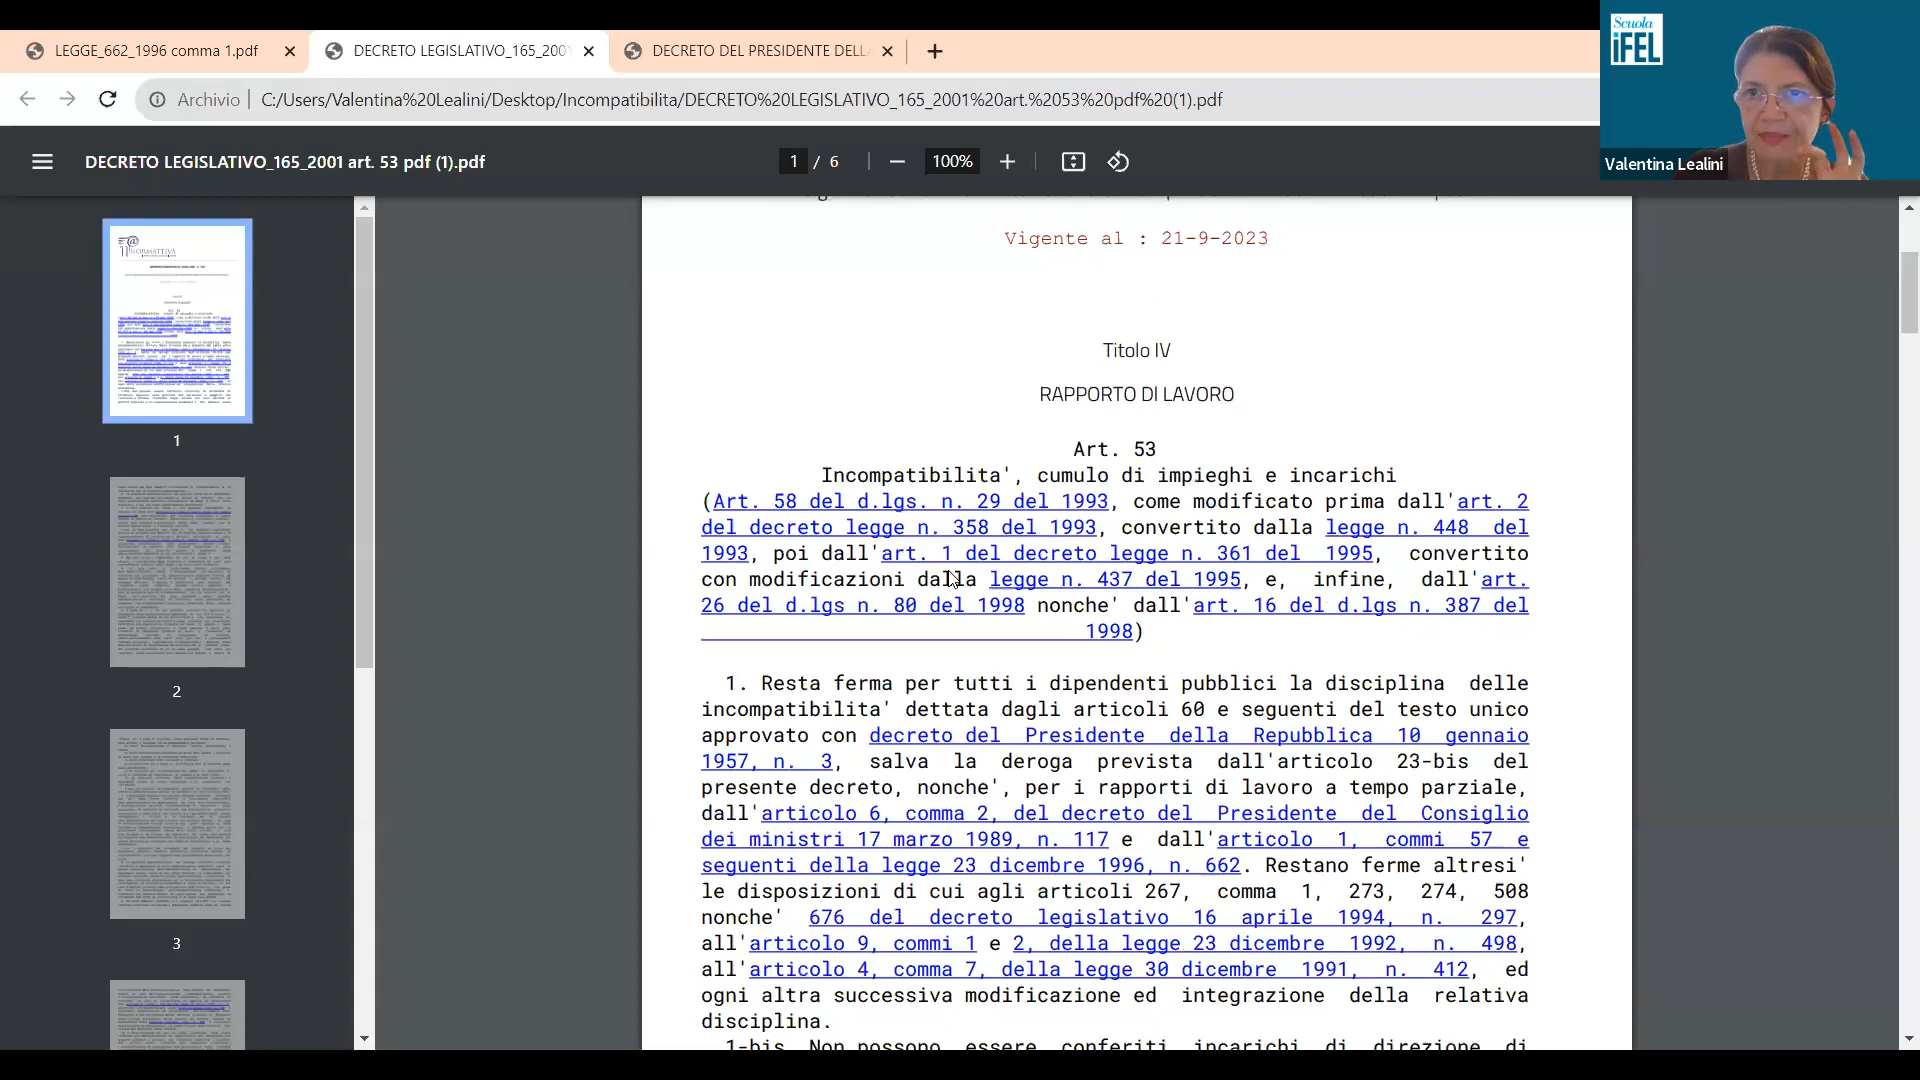 LEGGE_662_1996 comma 1.pdf
DECRETO LEGISLATIVO_165_2001
DECRETO DEL PRESIDENTE DELL
Archivio
C:/Users/Valentina%20Lealini/Desktop/Incompatibilita/DECRETO%20LEGISLATIVO_165_2001%20art.%2053%20pdf%20(1).pdf
Scuola
iFEL
Valentina Lealini
DECRETO LEGISLATIVO_165_2001 art. 53 pdf (1).pdf
1 / 6
100%
NORMATTIVA
1
2
3
Vigente al : 21-9-2023
Titolo IV
RAPPORTO DI LAVORO
Art. 53
Incompatibilita', cumulo di impieghi e incarichi
(Art. 58 del d.lgs. n. 29 del 1993, come modificato prima dall'art. 2
del decreto legge n. 358 del 1993, convertito dalla legge n. 448 del
1993, poi dall'art. 1 del decreto legge n. 361 del 1995, convertito
con modificazioni dalla legge n. 437 del 1995, e, infine, dall'art.
26 del d.lgs n. 80 del 1998 nonche' dall'art. 16 del d.lgs n. 387 del
1998)
1. Resta ferma per tutti i dipendenti pubblici la disciplina delle
incompatibilita' dettata dagli articoli 60 e seguenti del testo unico
approvato con decreto del Presidente della Repubblica 10 gennaio
1957, n. 3, salva la deroga prevista dall'articolo 23-bis del
presente decreto, nonche', per i rapporti di lavoro a tempo parziale,
dall'articolo 6, comma 2, del decreto del Presidente del Consiglio
dei ministri 17 marzo 1989, n. 117 e dall'articolo 1, commi 57 e
seguenti della legge 23 dicembre 1996, n. 662. Restano ferme altresi'
le disposizioni di cui agli articoli 267, comma 1, 273, 274, 508
nonche' 676 del decreto legislativo 16 aprile 1994, n. 297,
all'articolo 9, commi 1 e 2, della legge 23 dicembre 1992, n. 498,
all'articolo 4, comma 7, della legge 30 dicembre 1991, n. 412, ed
ogni altra successiva modificazione ed integrazione della relativa
disciplina.
1-bis. Non possono essere conferiti incarichi di direzione di